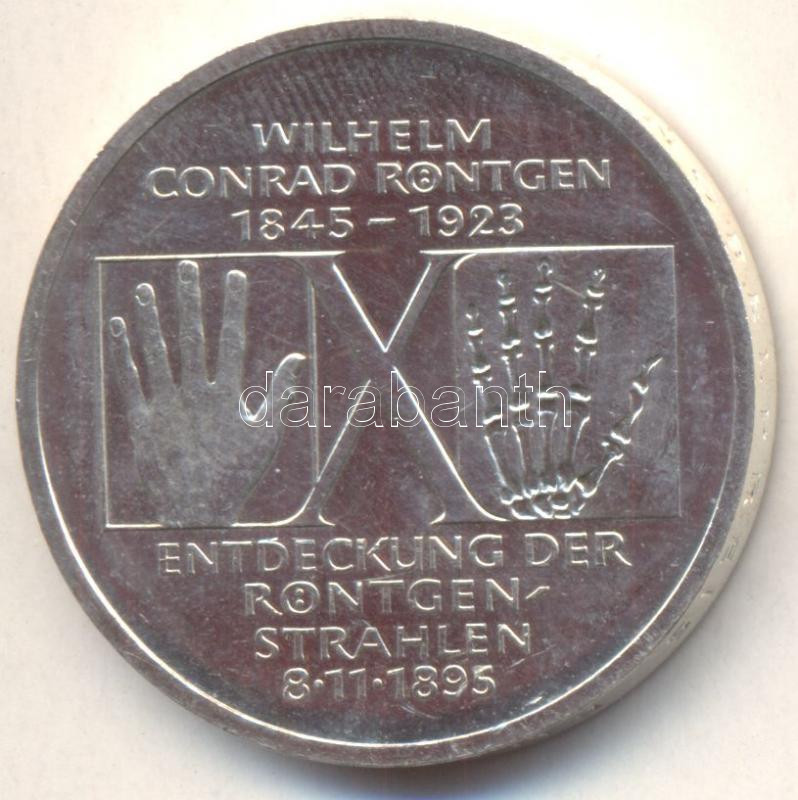 WILHELM
CONRAD RÖNTGEN
1845 - 1923
X
darabanth
ENTDECKUNG DER
RÖNTGEN-
STRAHLEN
8·11·1895